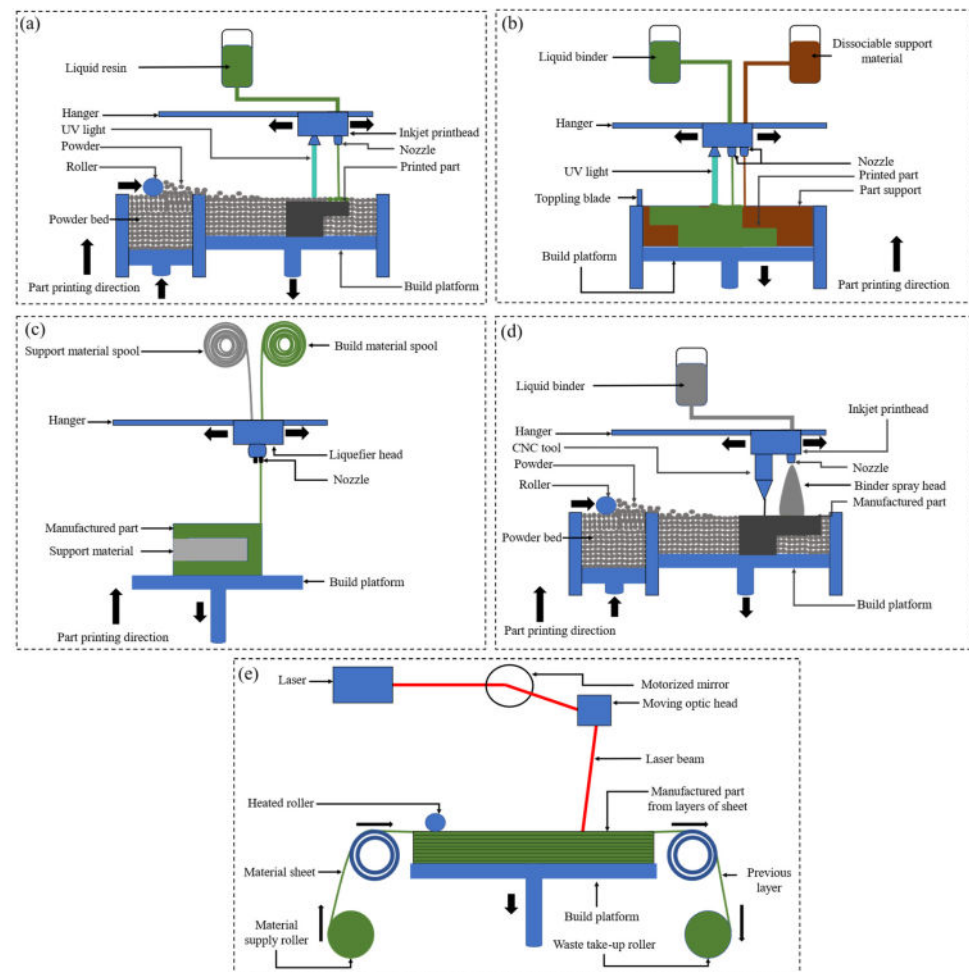 (a)
Liquid resin
Hanger
UV light
Powder
Roller
Inkjet printhead
Nozzle
Printed part
Powder bed
Part printing direction
Build platform
(b)
Liquid binder
Dissociable support
material
Hanger
Nozzle
UV light
Printed part
Part support
Toppling blade
Build platform
Part printing direction
(c)
Support material spool
Build material spool
Hanger
Liquefier head
Nozzle
Manufactured part
Support material
Build platform
Part printing direction
(d)
Liquid binder
Inkjet printhead
Hanger
CNC tool
Powder
Roller
Nozzle
Binder spray head
Manufactured part
Powder bed
Build platform
Part printing direction
(e)
Laser
Motorized mirror
Moving optic head
Laser beam
Heated roller
Manufactured part
from layers of sheet
Material sheet
Previous
layer
Build platform
Material
supply roller
Waste take-up roller